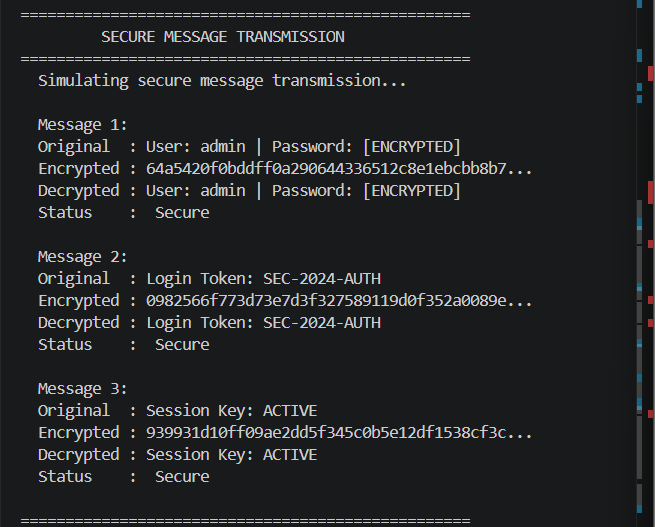 ==================================================
SECURE MESSAGE TRANSMISSION
==================================================
Simulating secure message transmission...
Message 1:
Original : User: admin | Password: [ENCRYPTED]
Encrypted : 64a5420f0bddff0a290644336512c8e1ebcbb8b7...
Decrypted : User: admin | Password: [ENCRYPTED]
Status : Secure
Message 2:
Original : Login Token: SEC-2024-AUTH
Encrypted : 0982566f773d73e7d3f327589119d0f352a0089e...
Decrypted : Login Token: SEC-2024-AUTH
Status : Secure
Message 3:
Original : Session Key: ACTIVE
Encrypted : 939931d10ff09ae2dd5f345c0b5e12df1538cf3c...
Decrypted : Session Key: ACTIVE
Status : Secure
==================================================